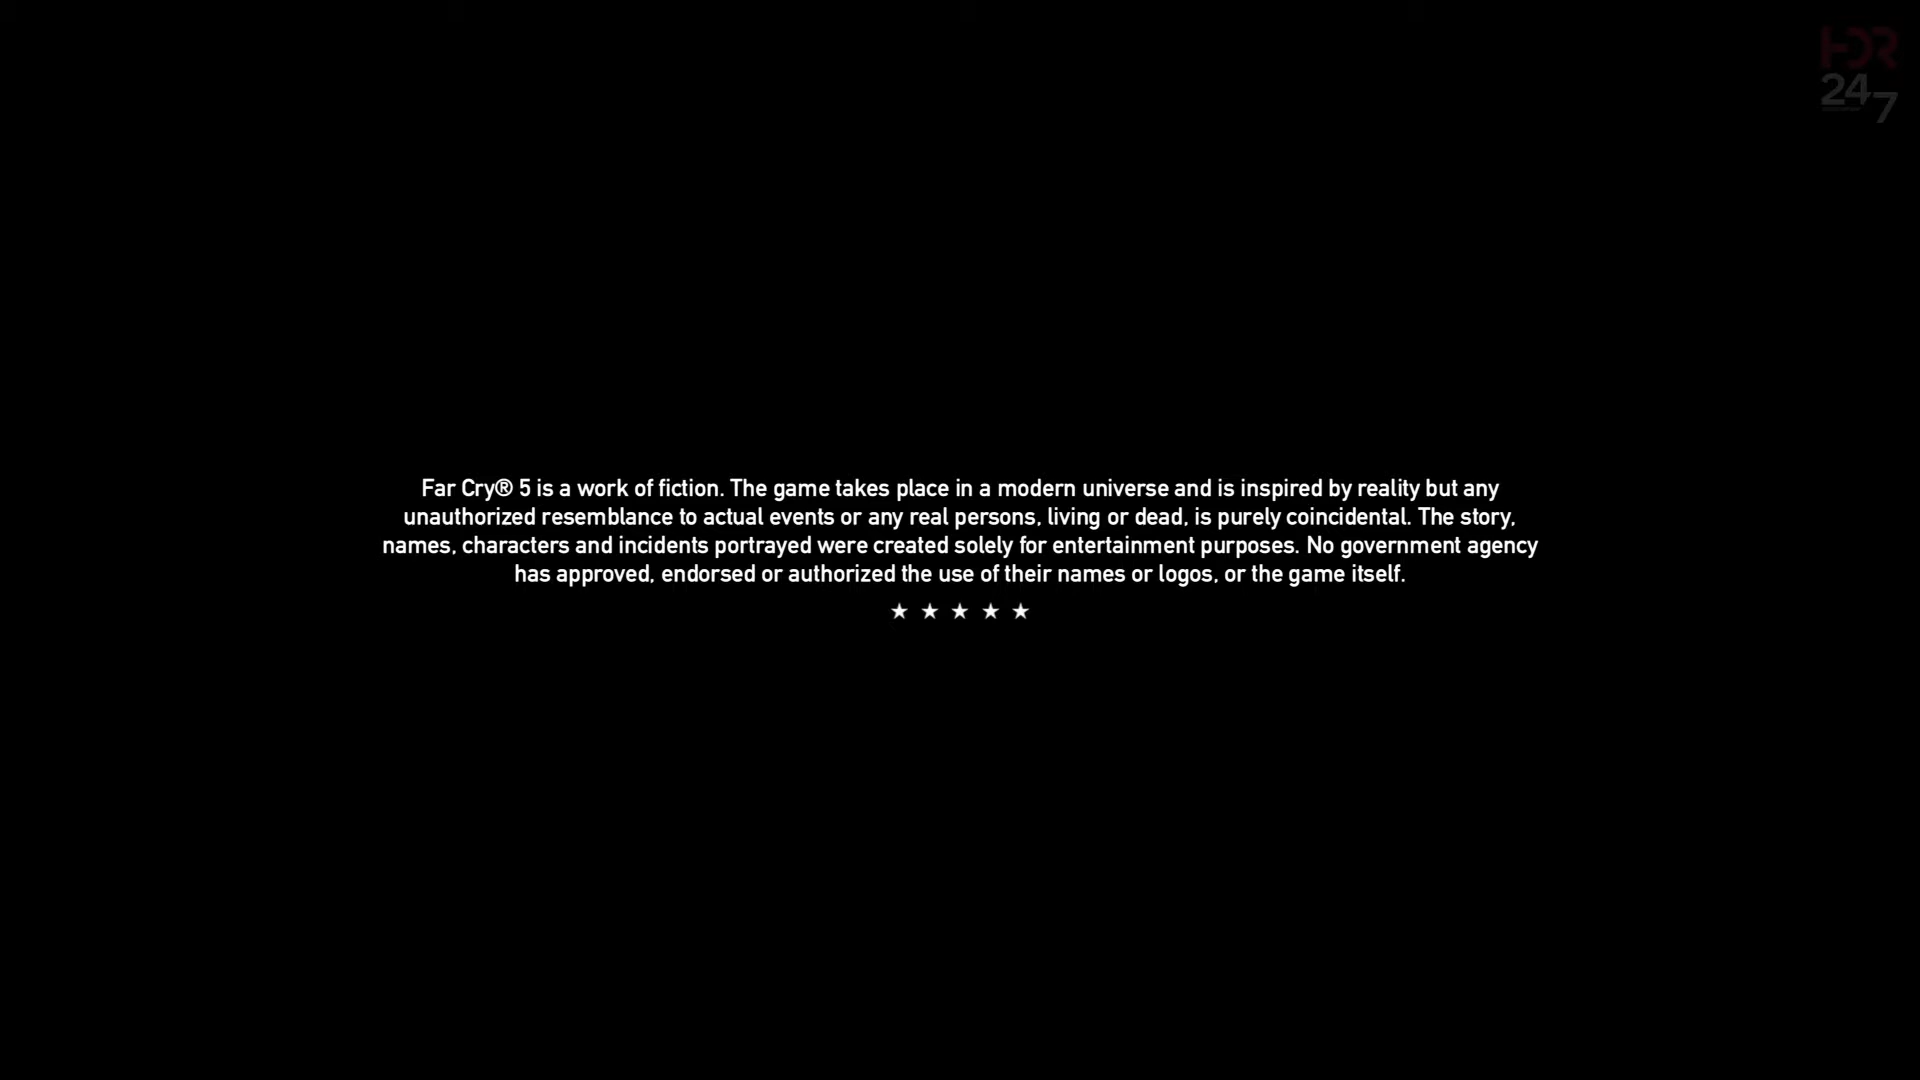 HDR
247
Far Cry® 5 is a work of fiction. The game takes place in a modern universe and is inspired by reality but any
unauthorized resemblance to actual events or any real persons, living or dead, is purely coincidental. The story,
names, characters and incidents portrayed were created solely for entertainment purposes. No government agency
has approved, endorsed or authorized the use of their names or logos, or the game itself.
★ ★ ★ ★ ★